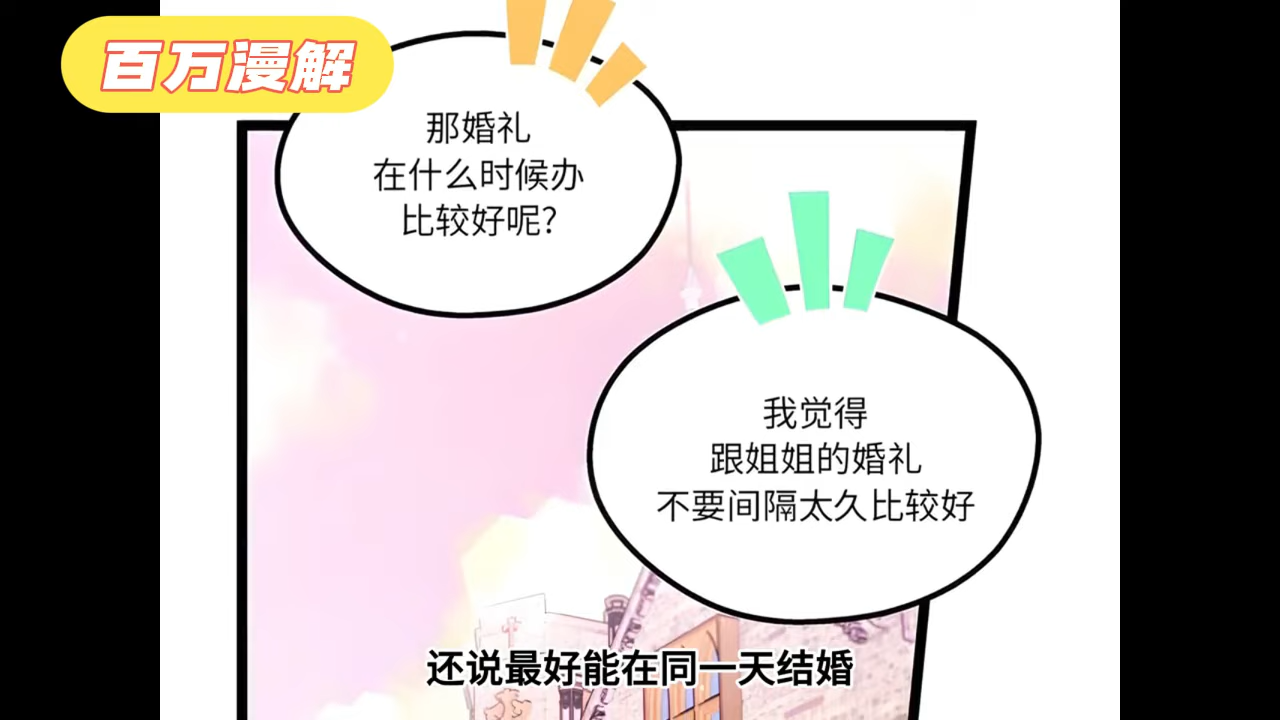 百万漫解
那婚礼
在什么时候办
比较好呢?
我觉得
跟姐姐的婚礼
不要间隔太久比较好
还说最好能在同一天结婚